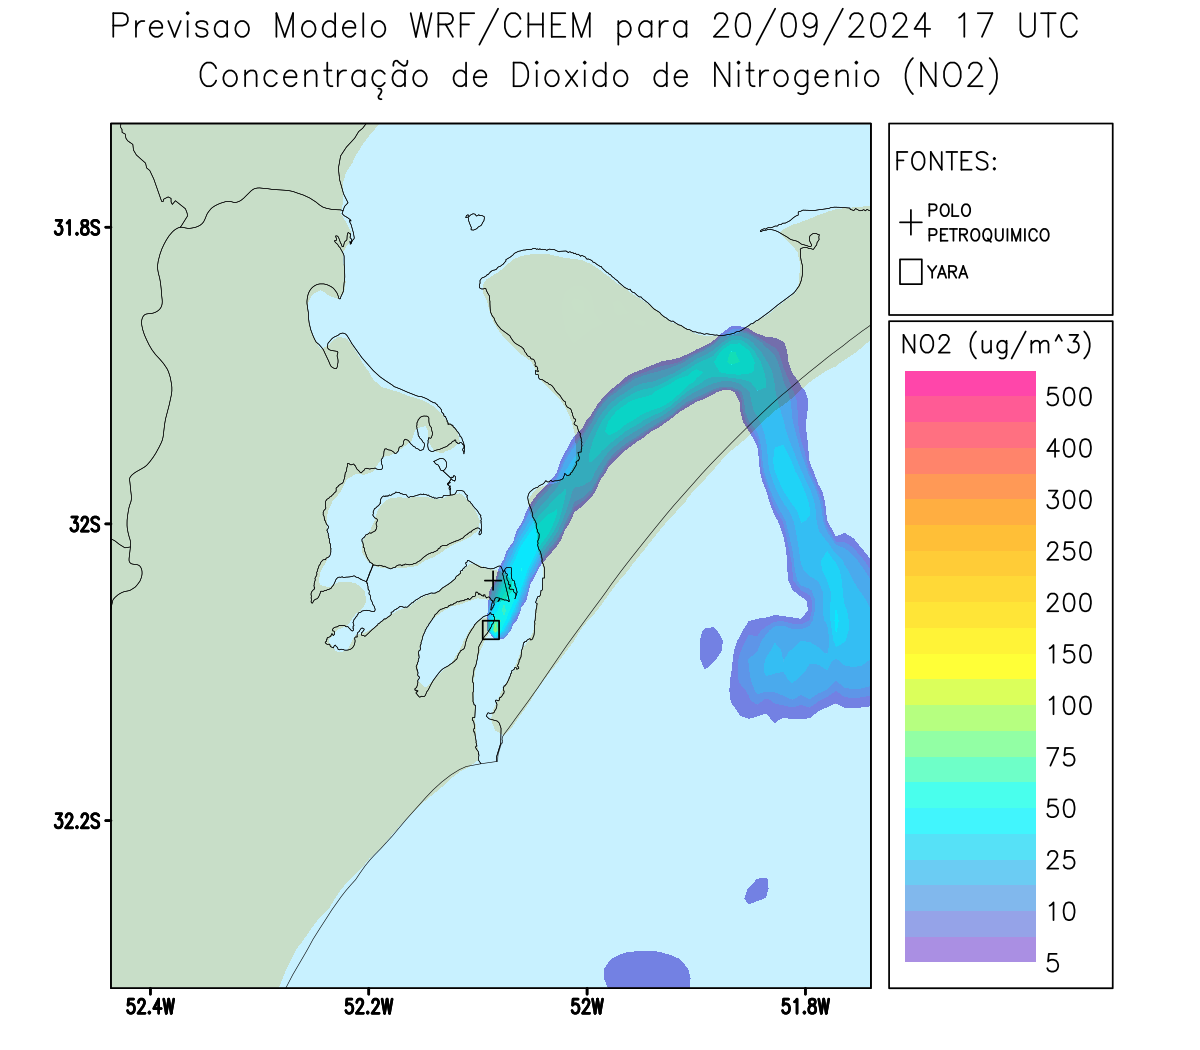 Previsao Modelo WRF/CHEM para 20/09/2024 17 UTC
Concentração de Dioxido de Nitrogenio (NO2)
FONTES:
POLO
PETROQUIMICO
YARA
NO2 (ug/m^3)
500
400
300
250
200
150
100
75
50
25
10
5
31.8S
32S
32.2S
52.4W
52.2W
52W
51.8W